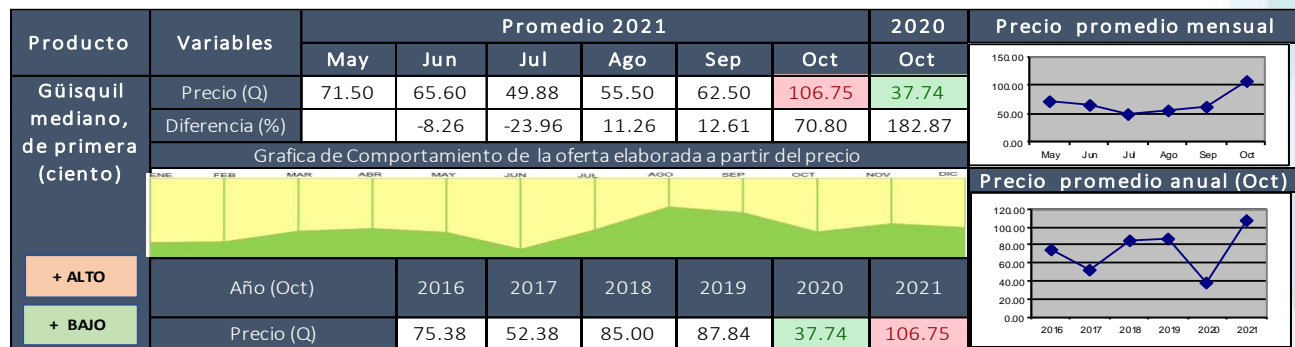 Producto Variables Promedio 2021 2020 Precio promedio mensual
May Jun Jul Ago Sep Oct Oct
Güisquil mediano, de primera (ciento)
Precio (Q) 71.50 65.60 49.88 55.50 62.50 106.75 37.74
Diferencia (%) -8.26 -23.96 11.26 12.61 70.80 182.87
150.00
100.00
50.00
0.00
May Jun Jul Ago Sep Oct
Grafica de Comportamiento de la oferta elaborada a partir del precio
ENE FEB MAR ABR MAY JUN JUL AGO SEP OCT NOV DIC
Precio promedio anual (Oct)
120.00
100.00
80.00
60.00
40.00
20.00
0.00
2016 2017 2018 2019 2020 2021
+ ALTO
+ BAJO
Año (Oct) 2016 2017 2018 2019 2020 2021
Precio (Q) 75.38 52.38 85.00 87.84 37.74 106.75